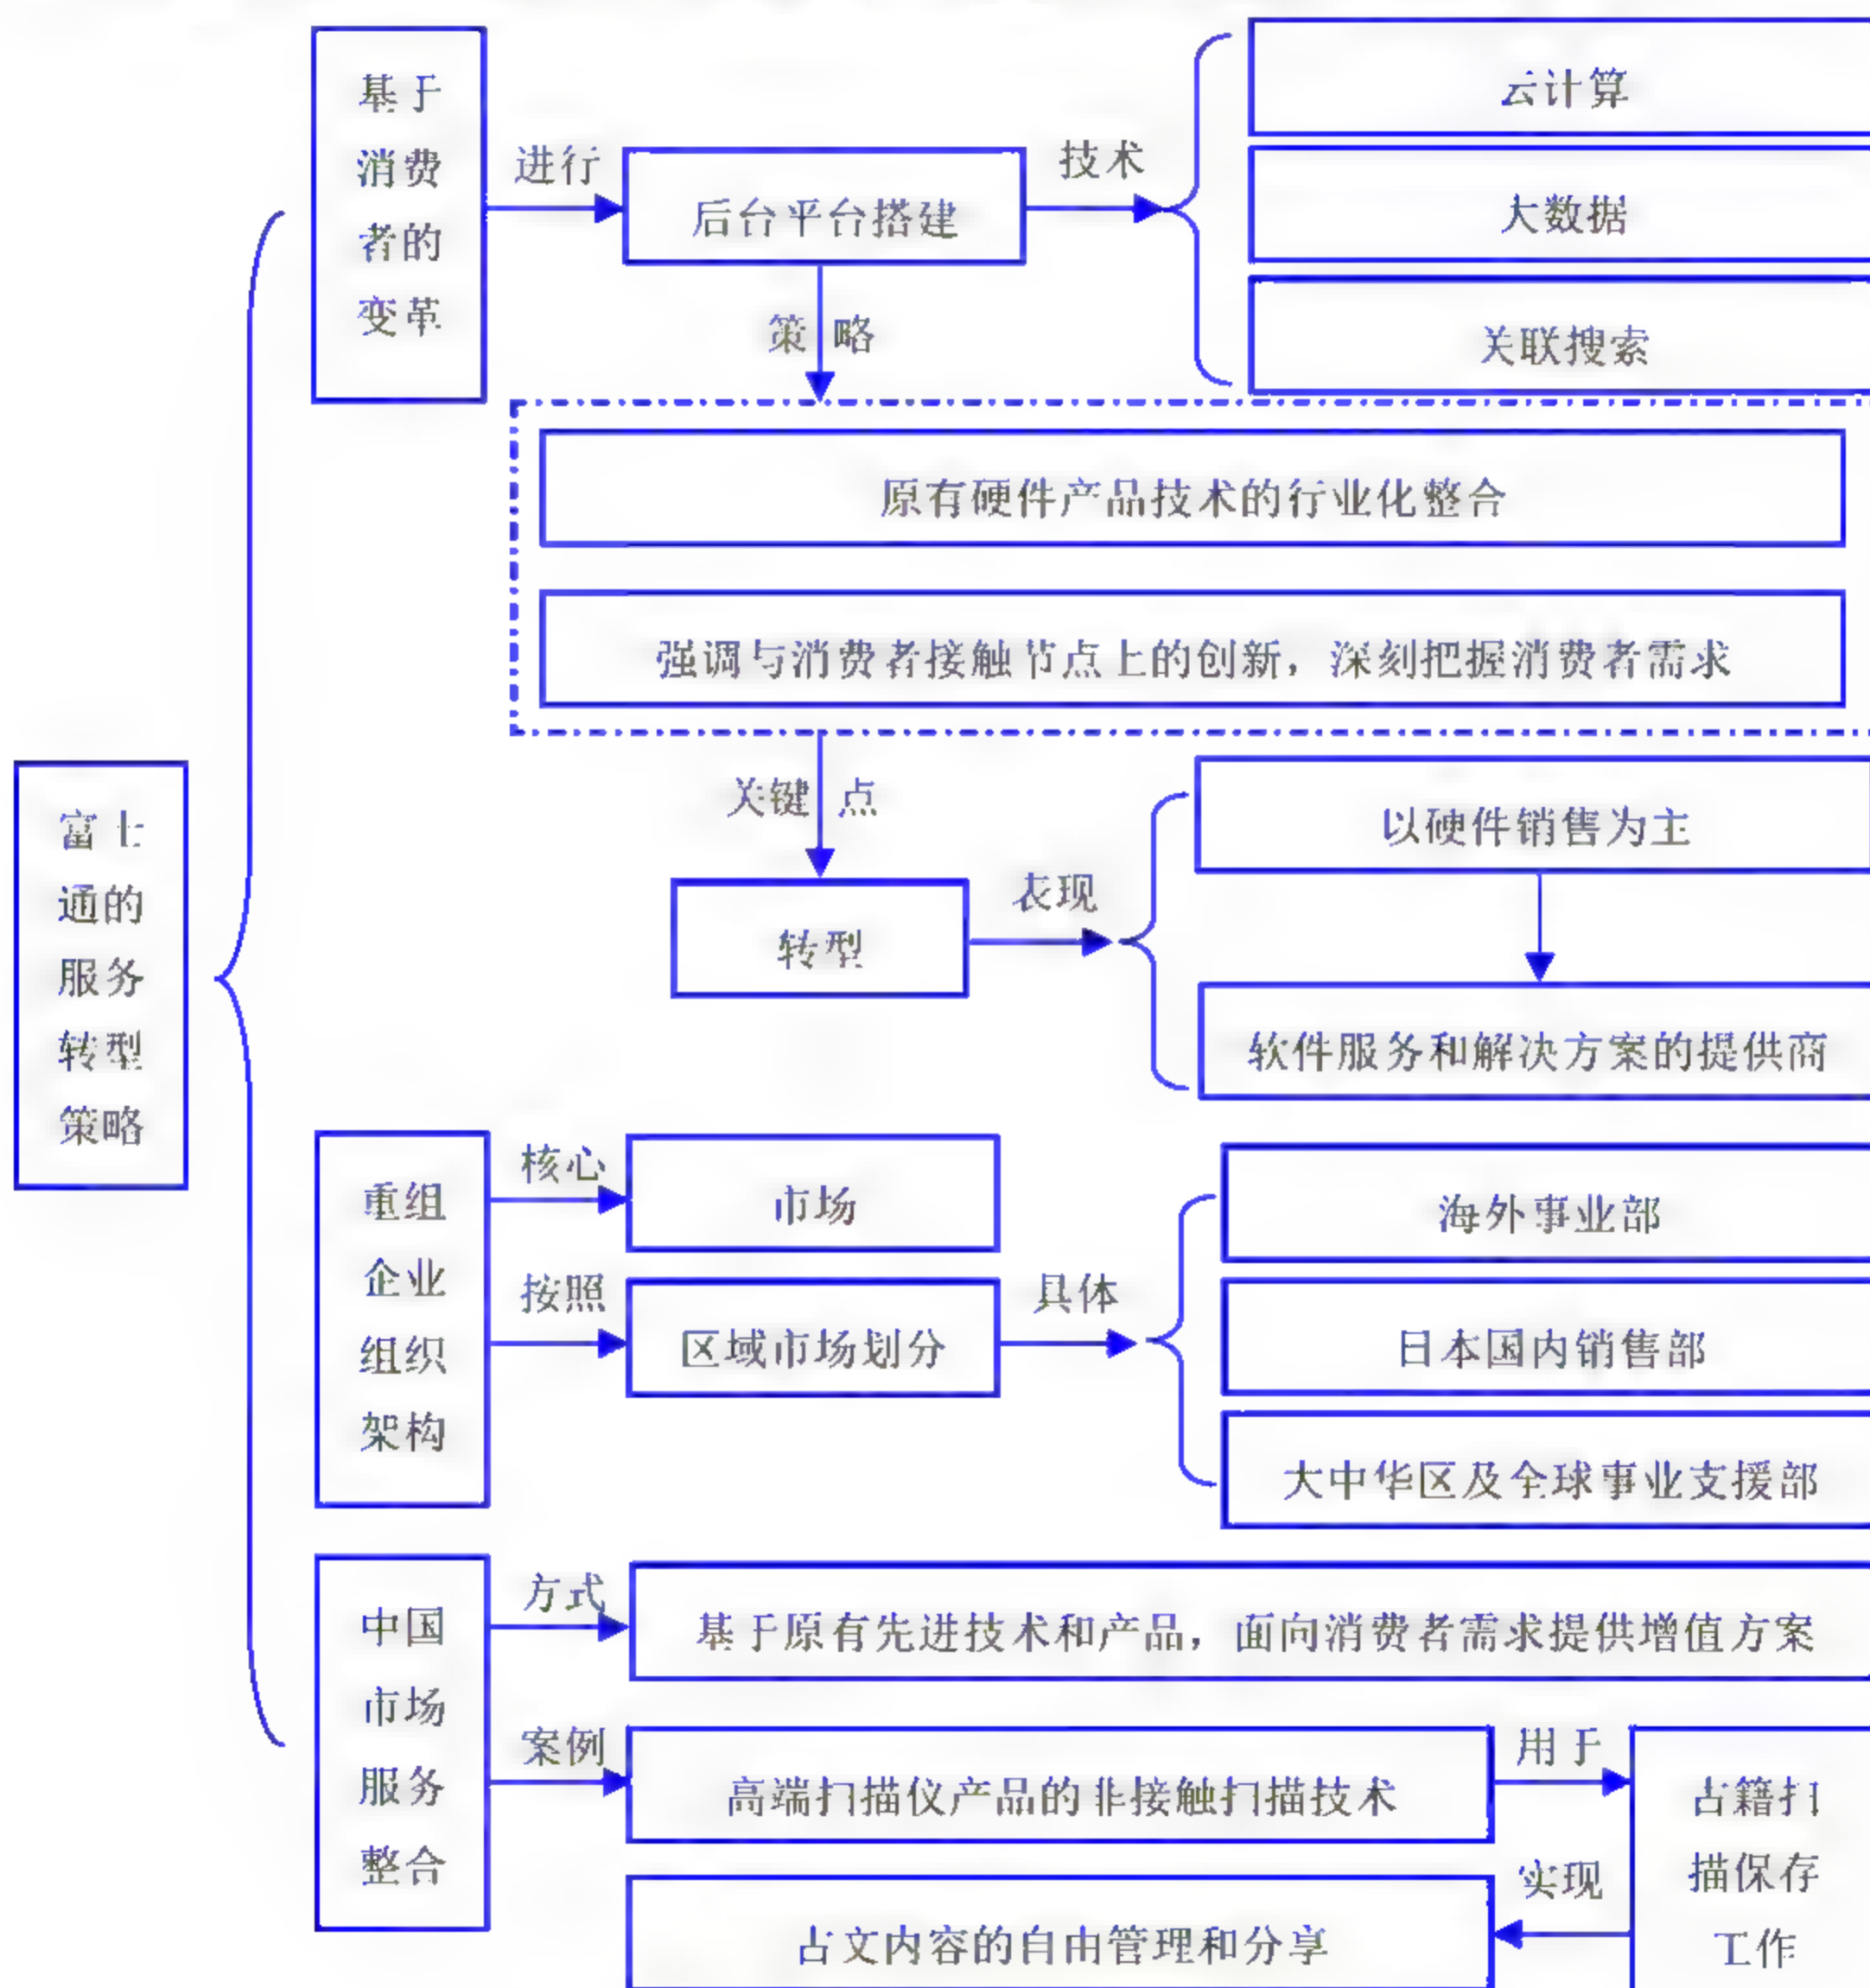 富士
通的
服务
转型
策略
基于
消费
者的
变革
进行
后台平台搭建
技术
云计算
大数据
关联搜索
策略
原有硬件产品技术的行业化整合
强调与消费者接触节点上的创新，深刻把握消费者需求
关键点
转型
表现
以硬件销售为主
软件服务和解决方案的提供商
重组
企业
组织
架构
核心
市场
按照
区域市场划分
具体
海外事业部
日本国内销售部
大中华区及全球事业支援部
中国
市场
服务
整合
方式
基于原有先进技术和产品，面向消费者需求提供增值方案
案例
高端扫描仪产品的非接触扫描技术
用于
古籍扫
描保存
工作
实现
古文内容的自由管理和分享